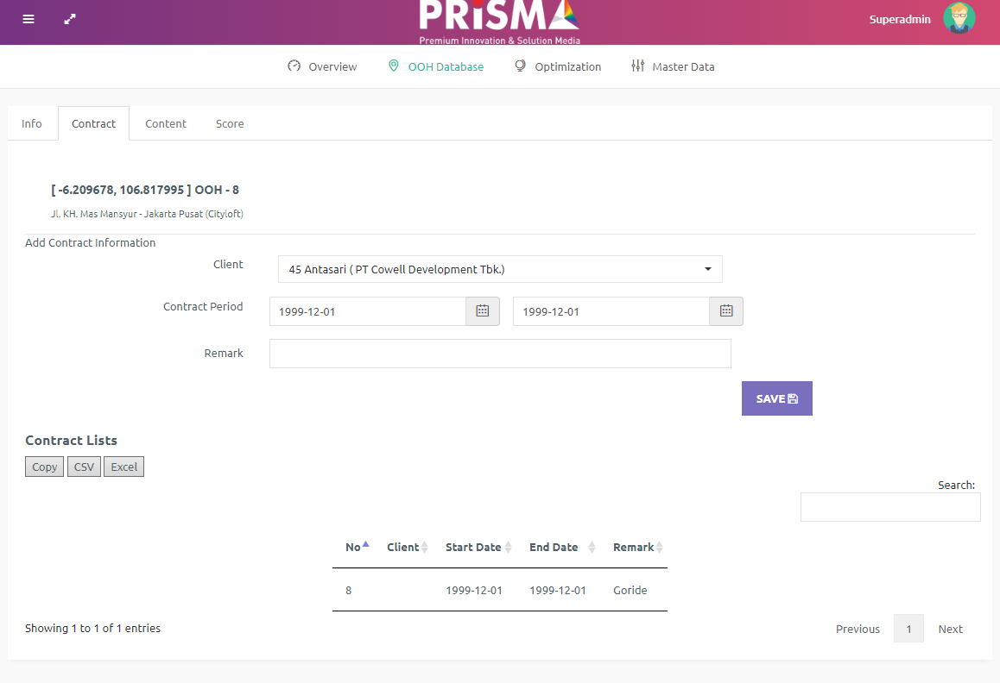 PRiSMA
Premium Innovation & Solution Media
Superadmin
Overview OOH Database Optimization Master Data
Info Contract Content Score
[ -6.209678, 106.817995 ] OOH - 8
Jl. KH. Mas Mansyur - Jakarta Pusat (Cityloft)
Add Contract Information
Client 45 Antasari ( PT Cowell Development Tbk.)
Contract Period 1999-12-01 1999-12-01
Remark
SAVE
Contract Lists
Copy CSV Excel
Search:
No Client Start Date End Date Remark
8 1999-12-01 1999-12-01 Goride
Showing 1 to 1 of 1 entries Previous 1 Next